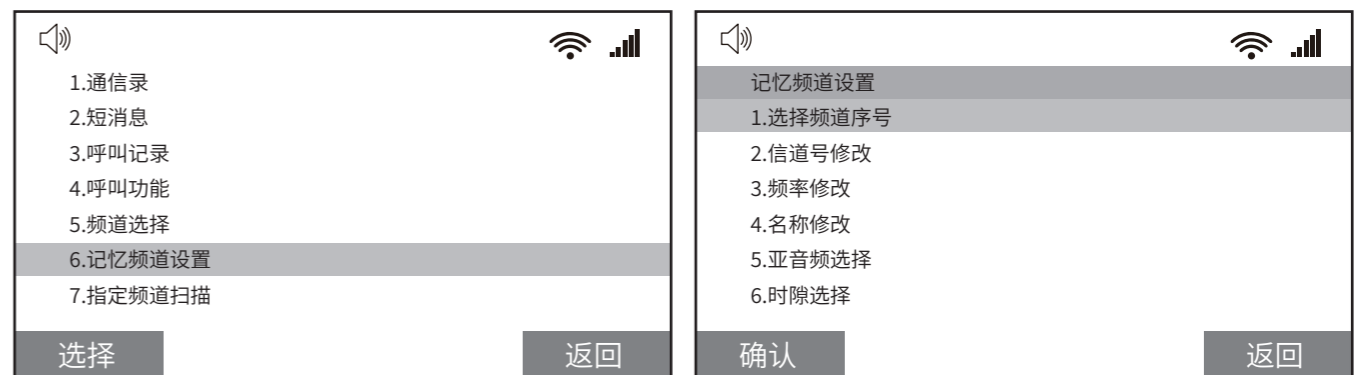 1.通信录
2.短消息
3.呼叫记录
4.呼叫功能
5.频道选择
6.记忆频道设置
7.指定频道扫描
选择
返回
记忆频道设置
1.选择频道序号
2.信道号修改
3.频率修改
4.名称修改
5.亚音频选择
6.时隙选择
确认
返回